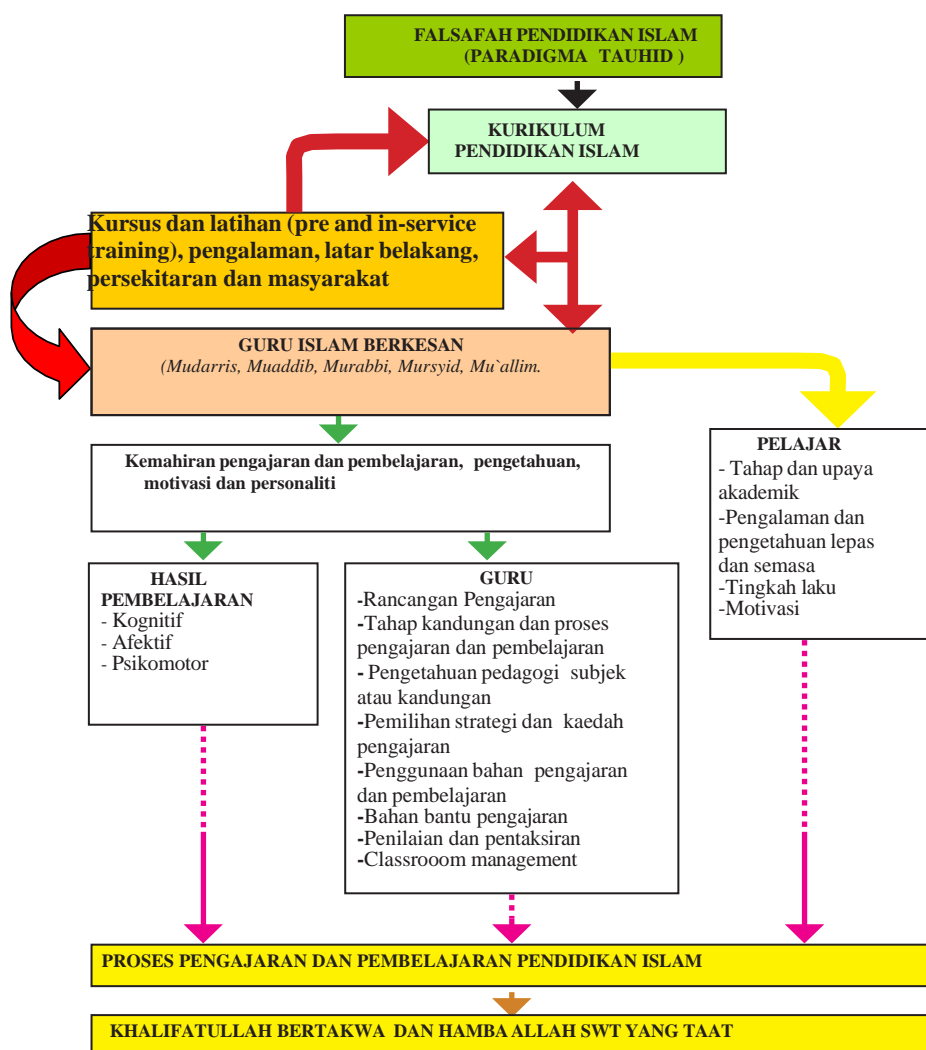 FALSAFAH PENDIDIKAN ISLAM
(PARADIGMA TAUHID )
KURIKULUM
PENDIDIKAN ISLAM
Kursus dan latihan (pre and in-service
training), pengalaman, latar belakang,
persekitaran dan masyarakat
GURU ISLAM BERKESAN
(Mudarris, Muaddib, Murabbi, Mursyid, Mu`allim.
Kemahiran pengajaran dan pembelajaran, pengetahuan,
motivasi dan personaliti
PELAJAR
- Tahap dan upaya
akademik
-Pengalaman dan
pengetahuan lepas
dan semasa
-Tingkah laku
-Motivasi
HASIL
PEMBELAJARAN
- Kognitif
- Afektif
- Psikomotor
GURU
-Rancangan Pengajaran
-Tahap kandungan dan proses
pengajaran dan pembelajaran
- Pengetahuan pedagogi subjek
atau kandungan
-Pemilihan strategi dan kaedah
pengajaran
-Penggunaan bahan pengajaran
dan pembelajaran
-Bahan bantu pengajaran
-Penilaian dan pentaksiran
-Classrooom management
PROSES PENGAJARAN DAN PEMBELAJARAN PENDIDIKAN ISLAM
KHALIFATULLAH BERTAKWA DAN HAMBA ALLAH SWT YANG TAAT